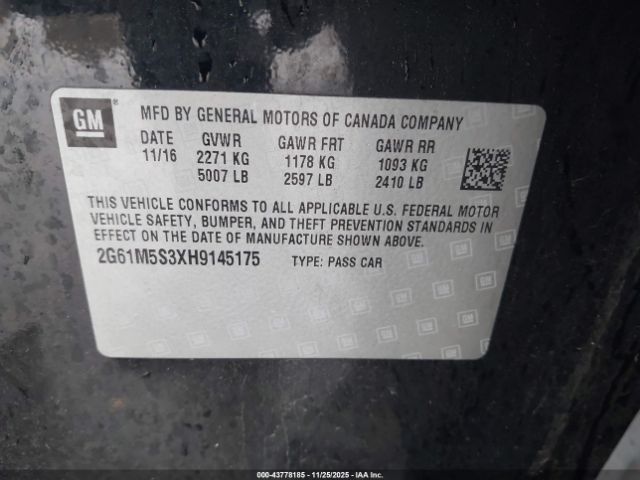 GM
MFD BY GENERAL MOTORS OF CANADA COMPANY
DATE GVWR GAWR FRT GAWR RR
11/16 2271 KG 1178 KG 1093 KG
5007 LB 2597 LB 2410 LB
THIS VEHICLE CONFORMS TO ALL APPLICABLE U.S. FEDERAL MOTOR
VEHICLE SAFETY, BUMPER, AND THEFT PREVENTION STANDARDS IN
EFFECT ON THE DATE OF MANUFACTURE SHOWN ABOVE.
2G61M5S3XH9145175 TYPE: PASS CAR
000-43778185 - 11/25/2025 - IAA Inc.